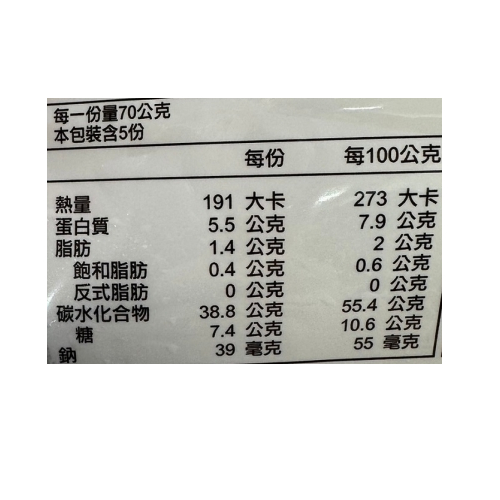 每一份量70公克
本包裝含5份
每份 每100公克
熱量 191 大卡 273 大卡
蛋白質 5.5 公克 7.9 公克
脂肪 1.4 公克 2 公克
飽和脂肪 0.4 公克 0.6 公克
反式脂肪 0 公克 0 公克
碳水化合物 38.8 公克 55.4 公克
糖 7.4 公克 10.6 公克
鈉 39 毫克 55 毫克